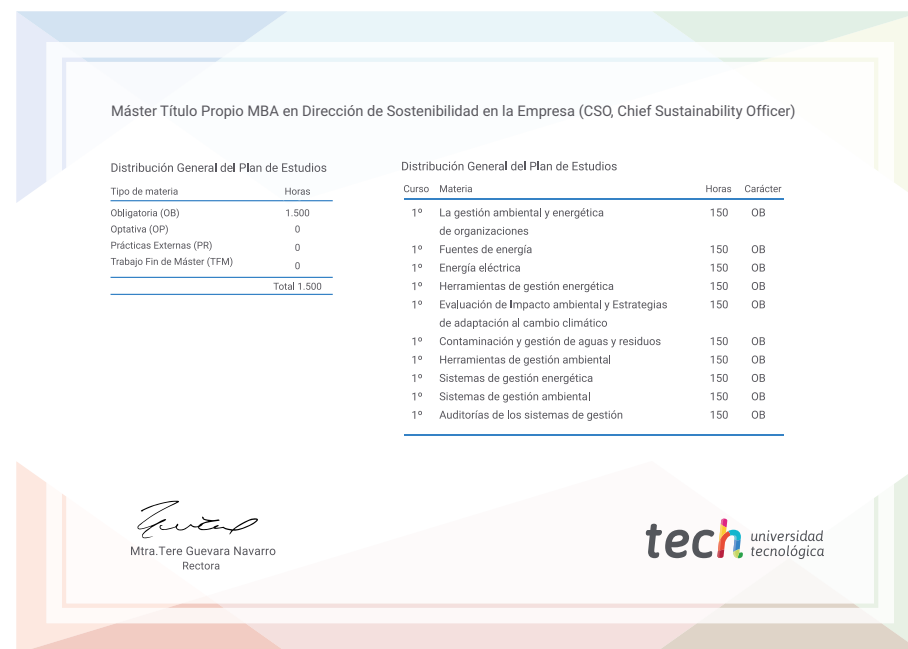 Máster Título Propio MBA en Dirección de Sostenibilidad en la Empresa (CSO, Chief Sustainability Officer)
Distribución General del Plan de Estudios
Tipo de materia Horas
Obligatoria (OB) 1.500
Optativa (OP) 0
Prácticas Externas (PR) 0
Trabajo Fin de Máster (TFM) 0
Total 1.500
Distribución General del Plan de Estudios
Curso Materia Horas Carácter
1º La gestión ambiental y energética 150 OB
de organizaciones
1º Fuentes de energía 150 OB
1º Energía eléctrica 150 OB
1º Herramientas de gestión energética 150 OB
1º Evaluación de Impacto ambiental y Estrategias 150 OB
de adaptación al cambio climático
1º Contaminación y gestión de aguas y residuos 150 OB
1º Herramientas de gestión ambiental 150 OB
1º Sistemas de gestión energética 150 OB
1º Sistemas de gestión ambiental 150 OB
1º Auditorías de los sistemas de gestión 150 OB
Mtra.Tere Guevara Navarro
Rectora
tech universidad
tecnológica